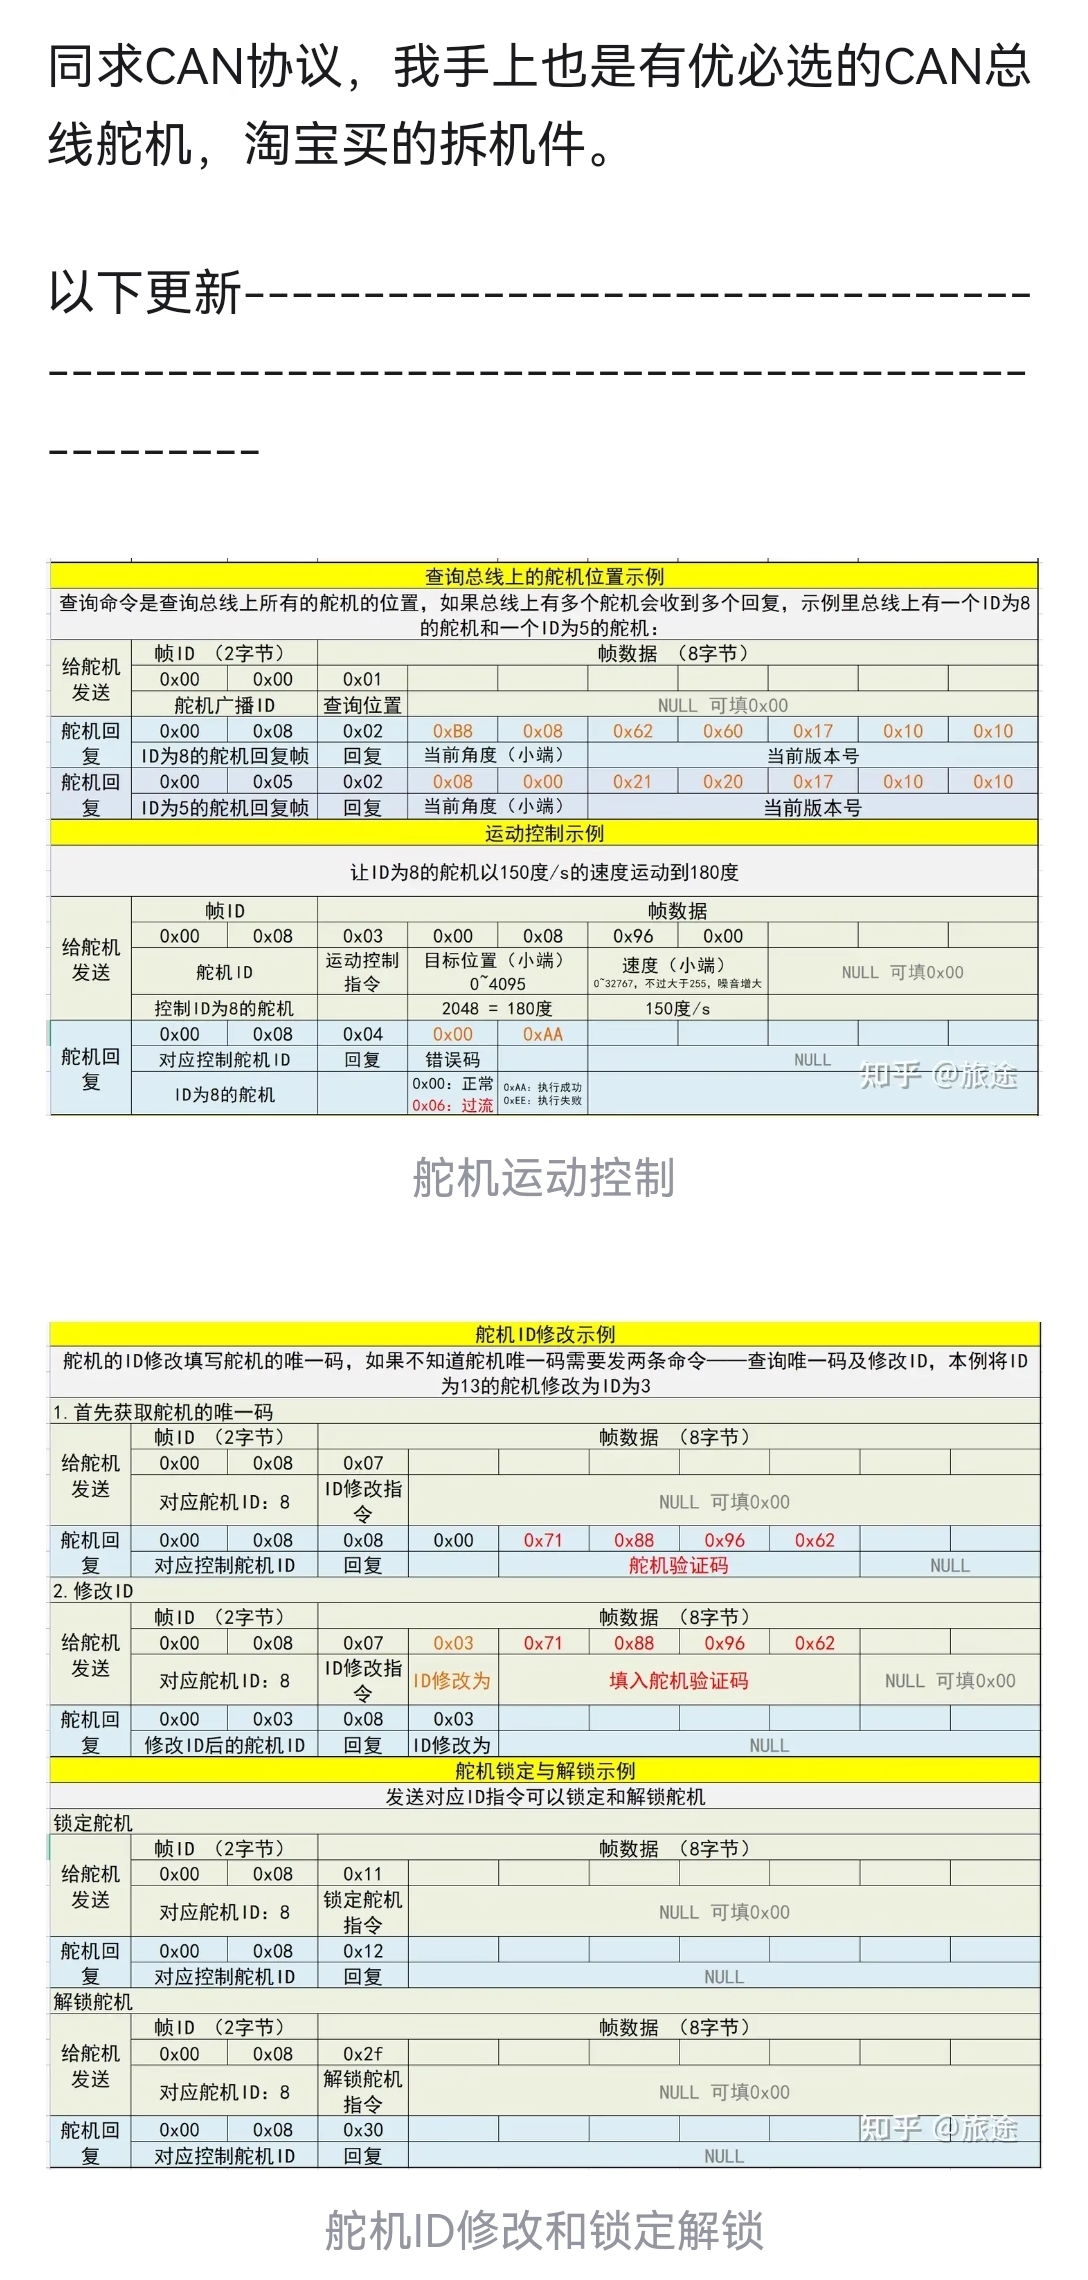 同求CAN协议，我手上也是有优必选的CAN总
线舵机，淘宝买的拆机件。
以下更新---------------------------------
-----------------------------------------
---------
查询总线上的舵机位置示例
查询命令是查询总线上所有的舵机的位置，如果总线上有多个舵机会收到多个回复，示例里总线上有一个ID为8
的舵机和一个ID为5的舵机：
给舵机发送 帧ID （2字节） 帧数据 （8字节）
0x00 0x00 0x01
舵机广播ID 查询位置 NULL 可填0x00
舵机回复 0x00 0x08 0x02 0xB8 0x08 0x62 0x60 0x17 0x10 0x10
ID为8的舵机回复帧 回复 当前角度（小端） 当前版本号
舵机回复 0x00 0x05 0x02 0x08 0x00 0x21 0x20 0x17 0x10 0x10
ID为5的舵机回复帧 回复 当前角度（小端） 当前版本号
运动控制示例
让ID为8的舵机以150度/s的速度运动到180度
给舵机发送 帧ID 帧数据
0x00 0x08 0x03 0x00 0x08 0x96 0x00
舵机ID 运动控制指令 目标位置（小端） 0~4095 速度（小端） 0~32767，不过大于255，噪音增大 NULL 可填0x00
控制ID为8的舵机 2048 = 180度 150度/s
舵机回复 0x00 0x08 0x04 0x00 0xAA
对应控制舵机ID 回复 错误码 NULL
ID为8的舵机 0x00：正常 0x06：过流 0xAA：执行成功 0xEE：执行失败
知乎 @旅途
舵机运动控制
舵机ID修改示例
舵机的ID修改填写舵机的唯一码，如果不知道舵机唯一码需要发两条命令——查询唯一码及修改ID，本例将ID
为13的舵机修改为ID为3
1.首先获取舵机的唯一码
给舵机发送 帧ID （2字节） 帧数据 （8字节）
0x00 0x08 0x07
对应舵机ID：8 ID修改指令 NULL 可填0x00
舵机回复 0x00 0x08 0x08 0x00 0x71 0x88 0x96 0x62
对应控制舵机ID 回复 舵机验证码 NULL
2.修改ID
给舵机发送 帧ID （2字节） 帧数据 （8字节）
0x00 0x08 0x07 0x03 0x71 0x88 0x96 0x62
对应舵机ID：8 ID修改指令 ID修改为 填入舵机验证码 NULL 可填0x00
舵机回复 0x00 0x03 0x08 0x03
修改ID后的舵机ID 回复 ID修改为 NULL
舵机锁定与解锁示例
发送对应ID指令可以锁定和解锁舵机
锁定舵机
给舵机发送 帧ID （2字节） 帧数据 （8字节）
0x00 0x08 0x11
对应舵机ID：8 锁定舵机指令 NULL 可填0x00
舵机回复 0x00 0x08 0x12
对应控制舵机ID 回复 NULL
解锁舵机
给舵机发送 帧ID （2字节） 帧数据 （8字节）
0x00 0x08 0x2f
对应舵机ID：8 解锁舵机指令 NULL 可填0x00
舵机回复 0x00 0x08 0x30
对应控制舵机ID 回复 NULL
知乎 @旅途
舵机ID修改和锁定解锁